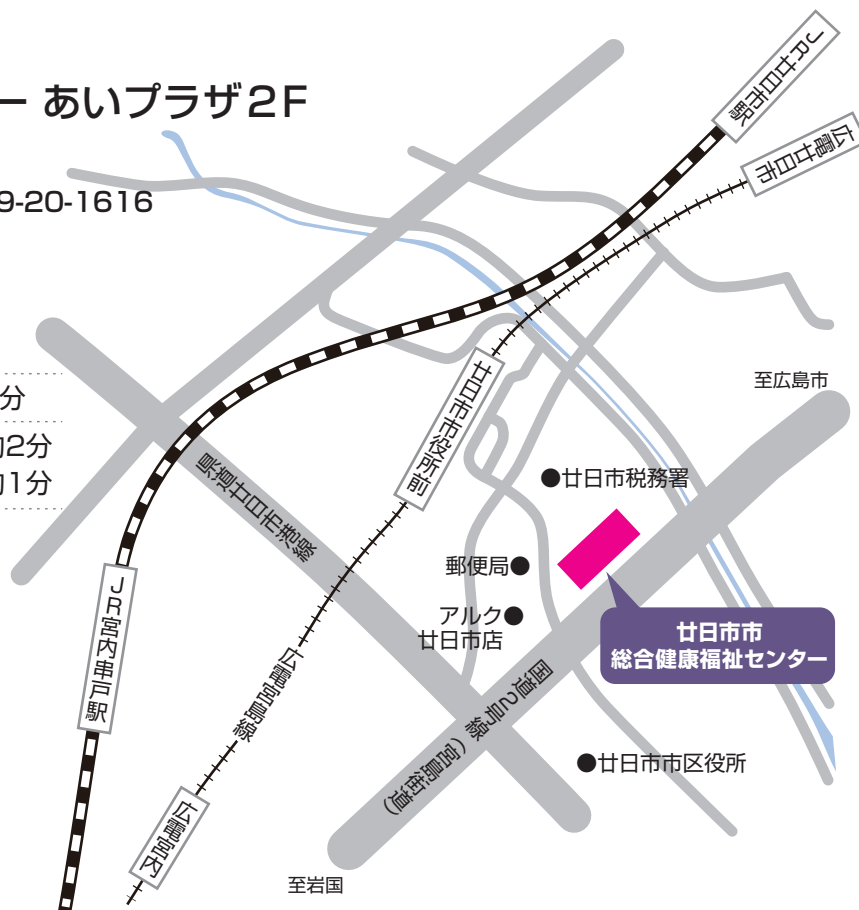 ー あいプラザ2F
9-20-1616
分
約2分
約1分
JR廿日市駅
広電廿日市
至広島市
廿日市市役所前
県道廿日市港線
●廿日市税務署
郵便局●
アルク●
廿日市店
廿日市市
総合健康福祉センター
JR宮内串戸駅
広電宮島線
国道2号線(宮島街道)
●廿日市市区役所
広電宮内
至岩国